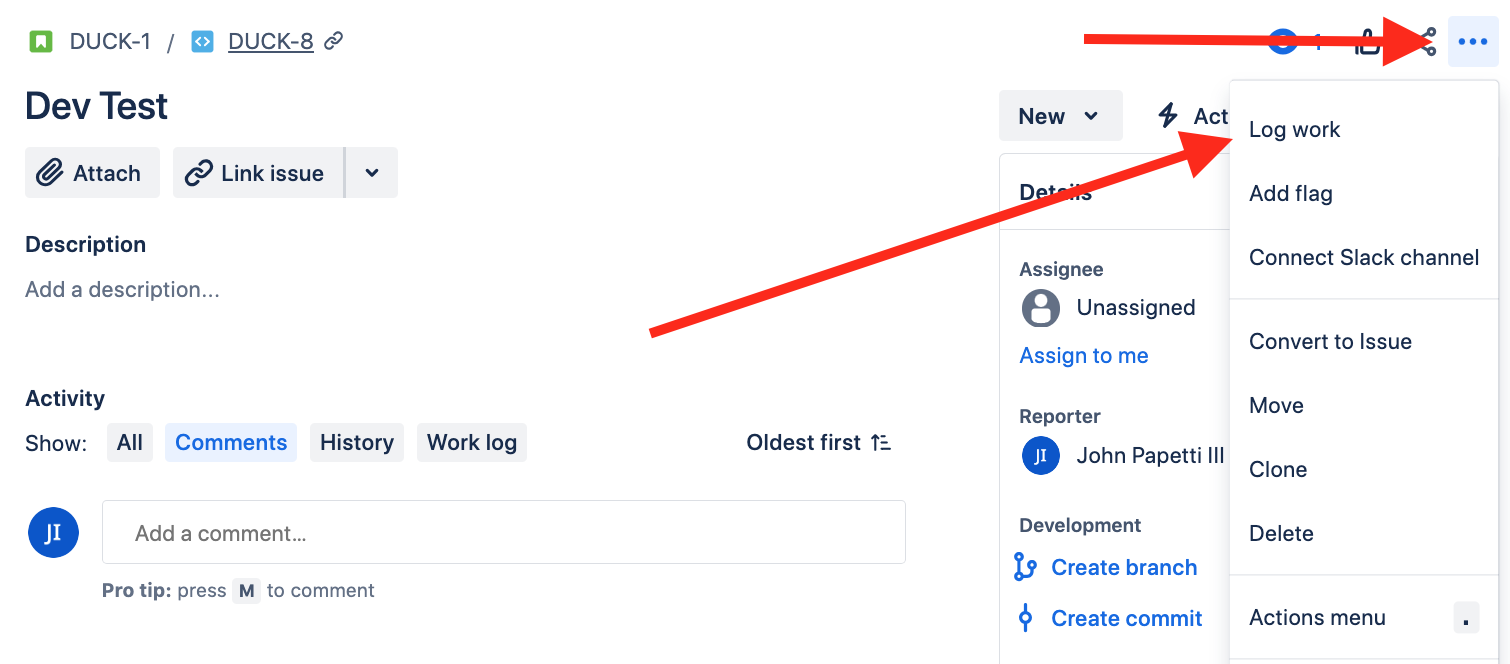 DUCK-1 / DUCK-8
1
Dev Test
Attach
Link issue
Description
Add a description...
Activity
Show: All Comments History Work log Oldest first
JI
Add a comment...
Pro tip: press M to comment
New
Act
Details
Assignee
Unassigned
Assign to me
Reporter
JI John Papetti III
Development
Create branch
Create commit
Log work
Add flag
Connect Slack channel
Convert to Issue
Move
Clone
Delete
Actions menu .